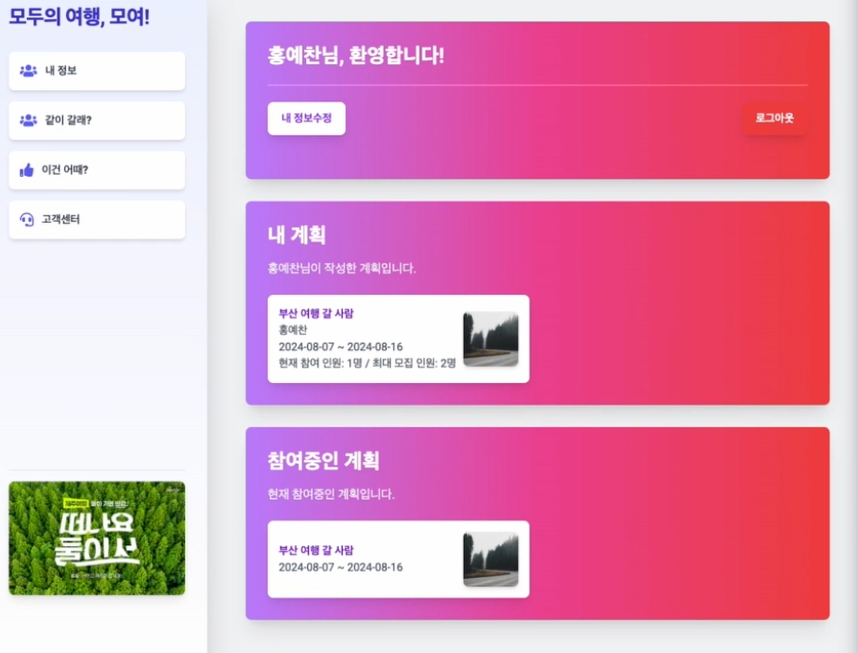 모두의 여행, 모여!
내 정보
같이 갈래?
이건 어때?
고객센터
떠나요
둘이서
홍예찬님, 환영합니다!
내 정보수정
로그아웃
내 계획
홍예찬님이 작성한 계획입니다.
부산 여행 갈 사람
홍예찬
2024-08-07 ~ 2024-08-16
현재 참여 인원: 1명 / 최대 모집 인원: 2명
참여중인 계획
현재 참여중인 계획입니다.
부산 여행 갈 사람
2024-08-07 ~ 2024-08-16